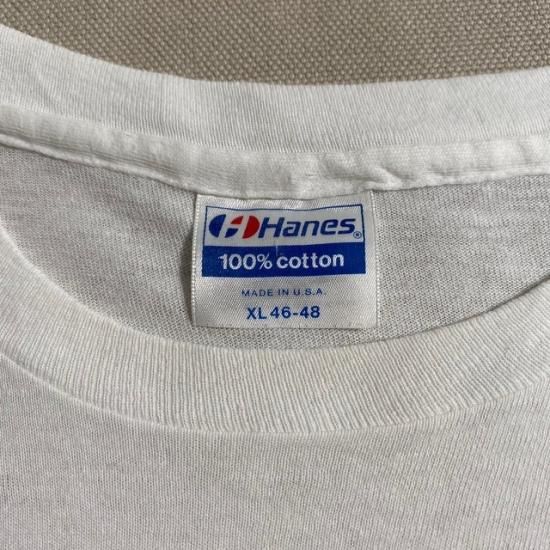 Hanes
100% cotton
MADE IN U.S.A.
XL 46-48